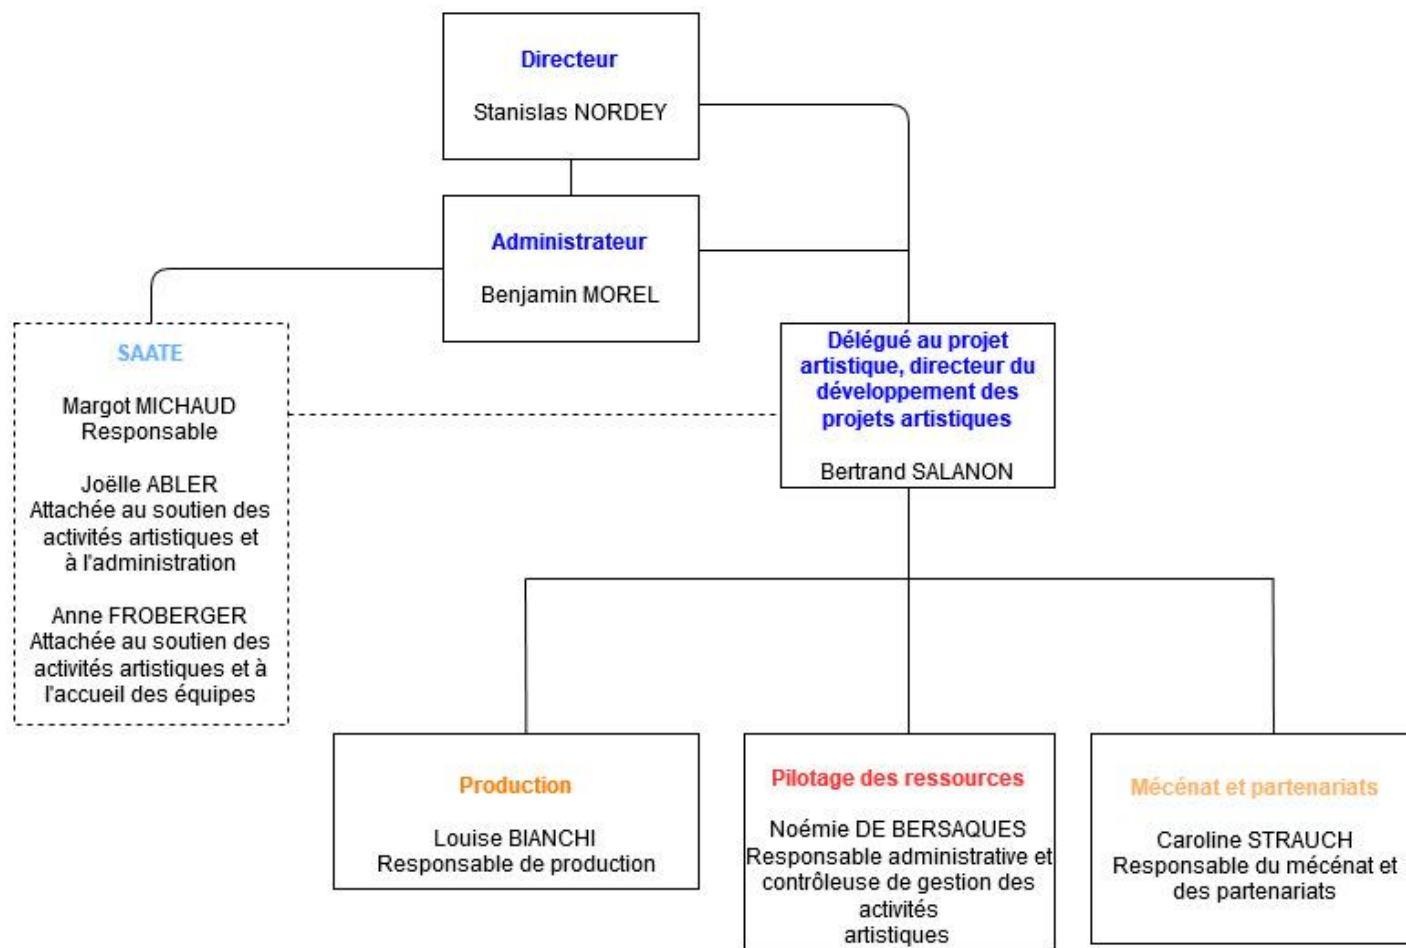 Directeur
Stanislas NORDEY
Administrateur
Benjamin MOREL
SAATE
Margot MICHAUD
Responsable
Joëlle ABLER
Attachée au soutien des
activités artistiques et
à l'administration
Anne FROBERGER
Attachée au soutien des
activités artistiques et à
l'accueil des équipes
Délégué au projet
artistique, directeur du
développement des
projets artistiques
Bertrand SALANON
Production
Louise BIANCHI
Responsable de production
Pilotage des ressources
Noémie DE BERSAQUES
Responsable administrative et
contrôleuse de gestion des
activités
artistiques
Mécénat et partenariats
Caroline STRAUCH
Responsable du mécénat et
des partenariats